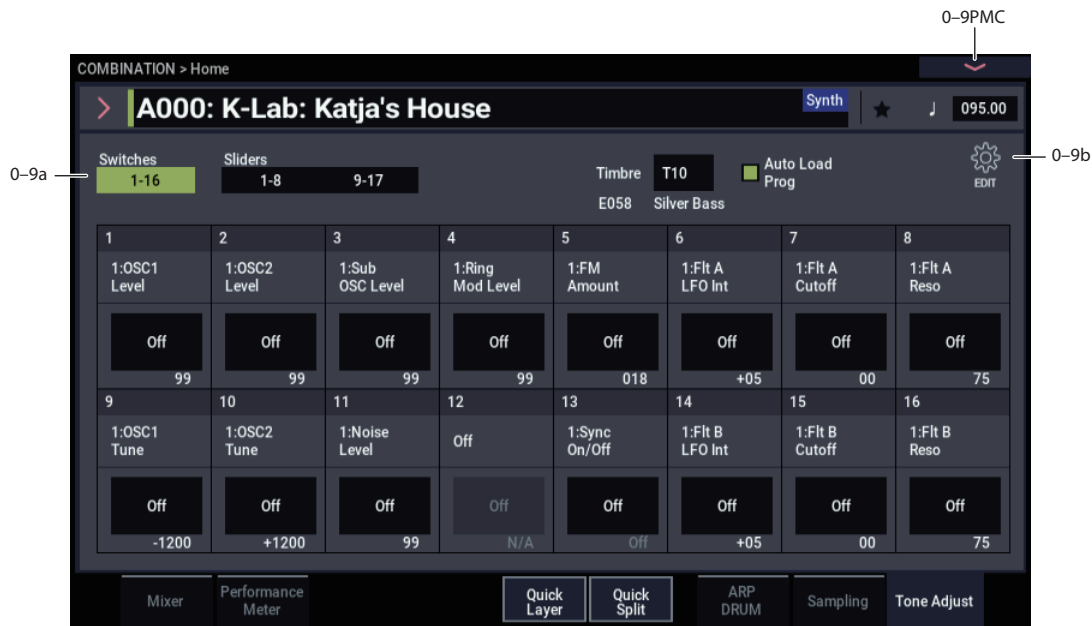 0–9PMC
COMBINATION > Home
A000: K-Lab: Katja's House
Synth
095.00
0–9a
Switches
1-16
Sliders
1-8
9-17
Timbre
T10
Auto Load
Prog
E058 Silver Bass
EDIT
0–9b
1
2
3
4
5
6
7
8
1:OSC1
Level
1:OSC2
Level
1:Sub
OSC Level
1:Ring
Mod Level
1:FM
Amount
1:Flt A
LFO Int
1:Flt A
Cutoff
1:Flt A
Reso
Off
Off
Off
Off
Off
Off
Off
Off
99
99
99
99
018
+05
00
75
9
10
11
12
13
14
15
16
1:OSC1
Tune
1:OSC2
Tune
1:Noise
Level
Off
1:Sync
On/Off
1:Flt B
LFO Int
1:Flt B
Cutoff
1:Flt B
Reso
Off
Off
Off
Off
Off
Off
Off
Off
-1200
+1200
99
N/A
Off
+05
00
75
Mixer
Performance
Meter
Quick
Layer
Quick
Split
ARP
DRUM
Sampling
Tone Adjust